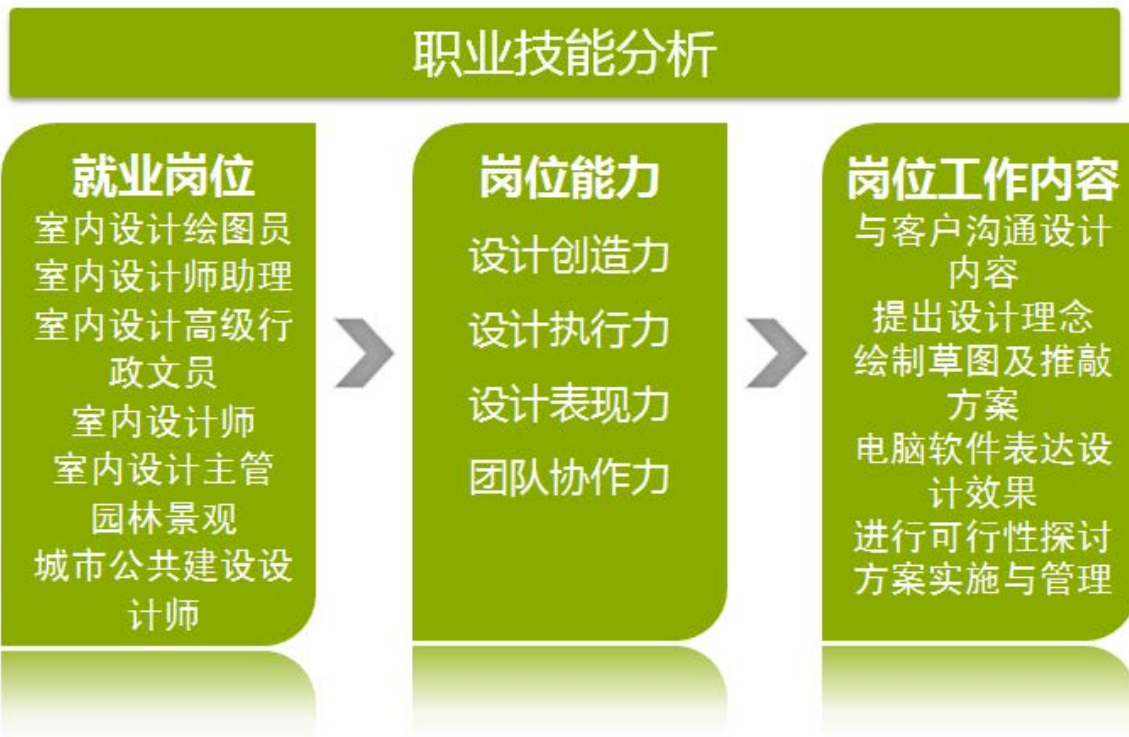 职业技能分析
就业岗位
室内设计绘图员
室内设计师助理
室内设计高级行
政文员
室内设计师
室内设计主管
园林景观
城市公共建设设
计师
岗位能力
设计创造力
设计执行力
设计表现力
团队协作力
岗位工作内容
与客户沟通设计
内容
提出设计理念
绘制草图及推敲
方案
电脑软件表达设
计效果
进行可行性探讨
方案实施与管理